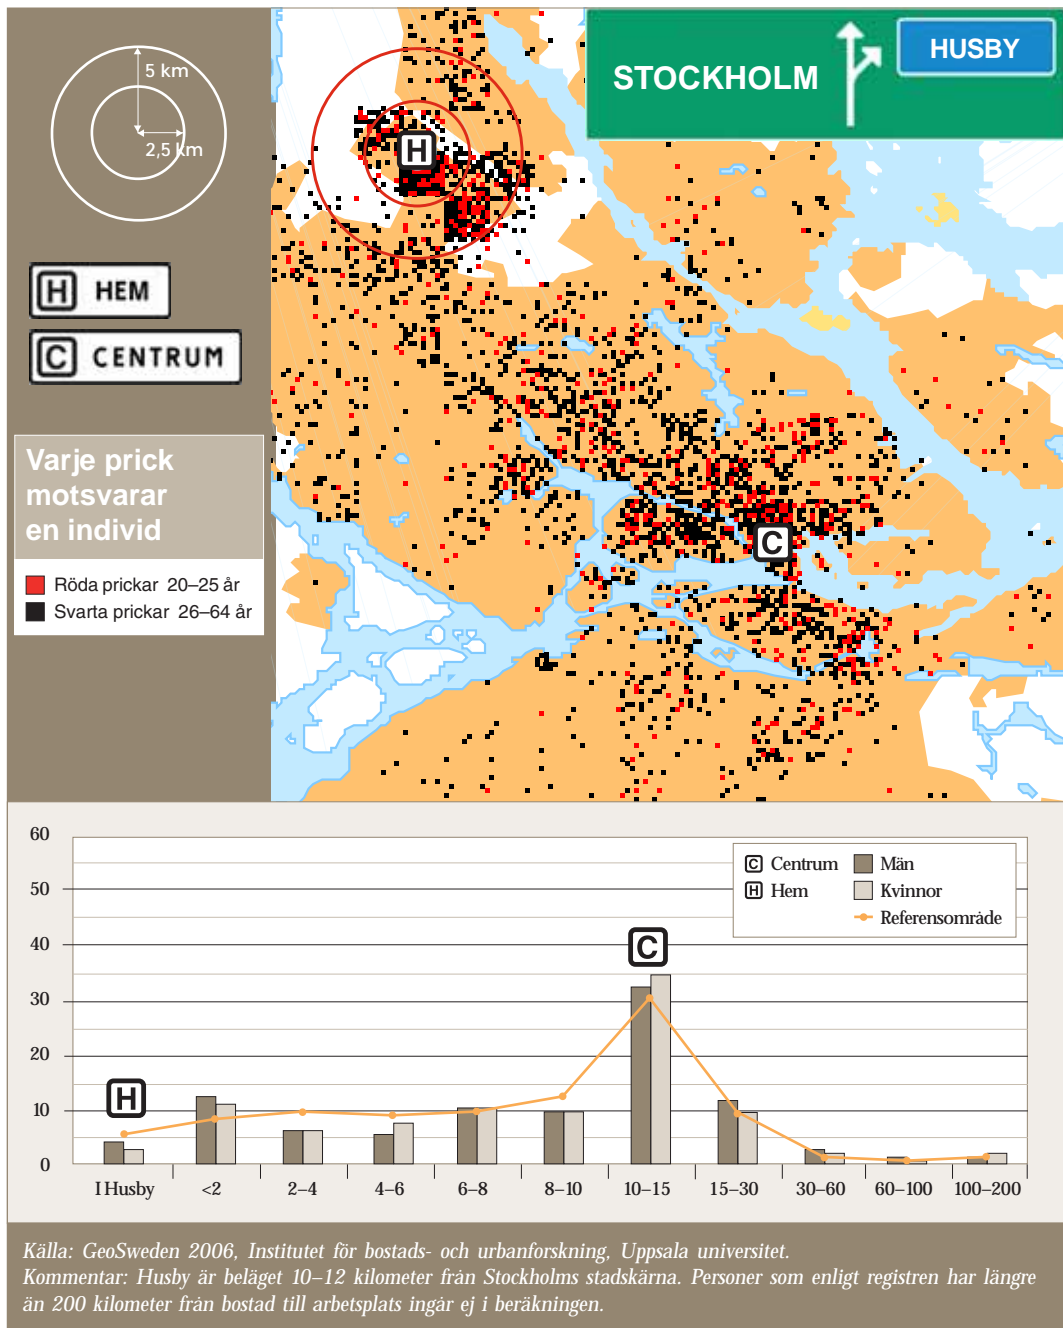 5 km
2,5 km
H HEM
C CENTRUM
Varje prick
motsvarar
en individ
Röda prickar 20–25 år
Svarta prickar 26–64 år
STOCKHOLM
HUSBY
H
C
60
50
40
30
20
10
0
H
C
C Centrum
H Hem
Män
Kvinnor
Referensområde
I Husby
<2
2–4
4–6
6–8
8–10
10–15
15–30
30–60
60–100
100–200
Källa: GeoSweden 2006, Institutet för bostads- och urbanforskning, Uppsala universitet.
Kommentar: Husby är beläget 10–12 kilometer från Stockholms stadskärna. Personer som enligt registren har längre
än 200 kilometer från bostad till arbetsplats ingår ej i beräkningen.